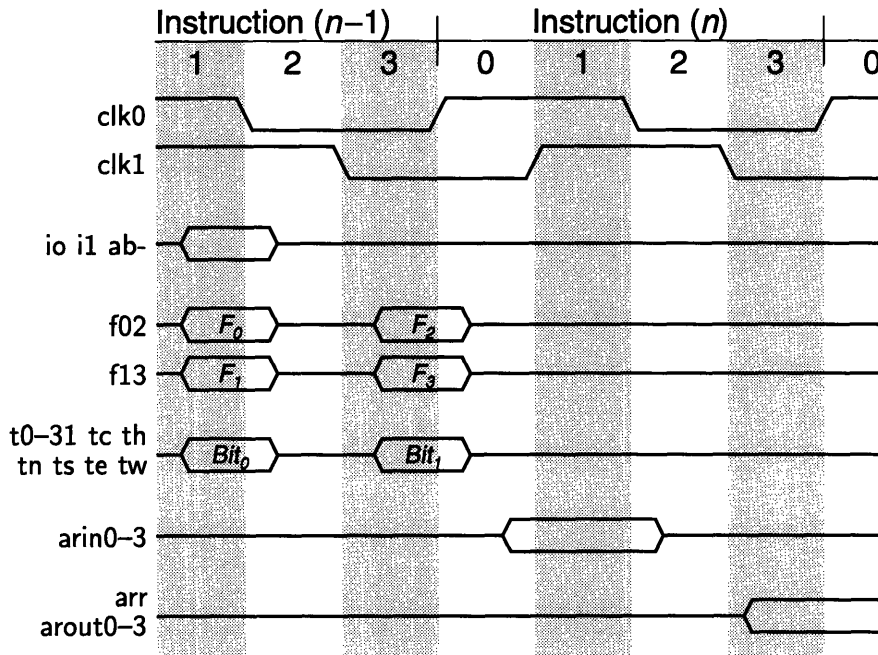 Instruction (n–1) Instruction (n)
1 2 3 0 1 2 3 0
clk0
clk1
io i1 ab-
f02 F₀ F₂
f13 F₁ F₃
t0–31 tc th
tn ts te tw Bit₀ Bit₁
arin0–3
arr
arout0–3